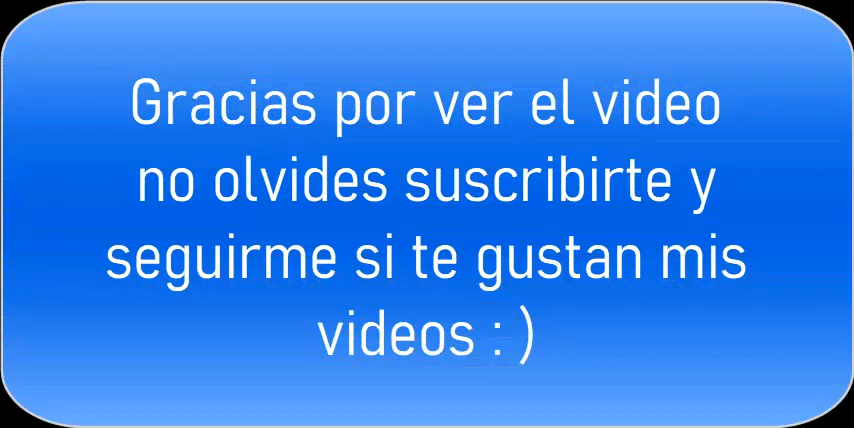 Gracias por ver el video
no olvides suscribirte y
seguirme si te gustan mis
videos : )